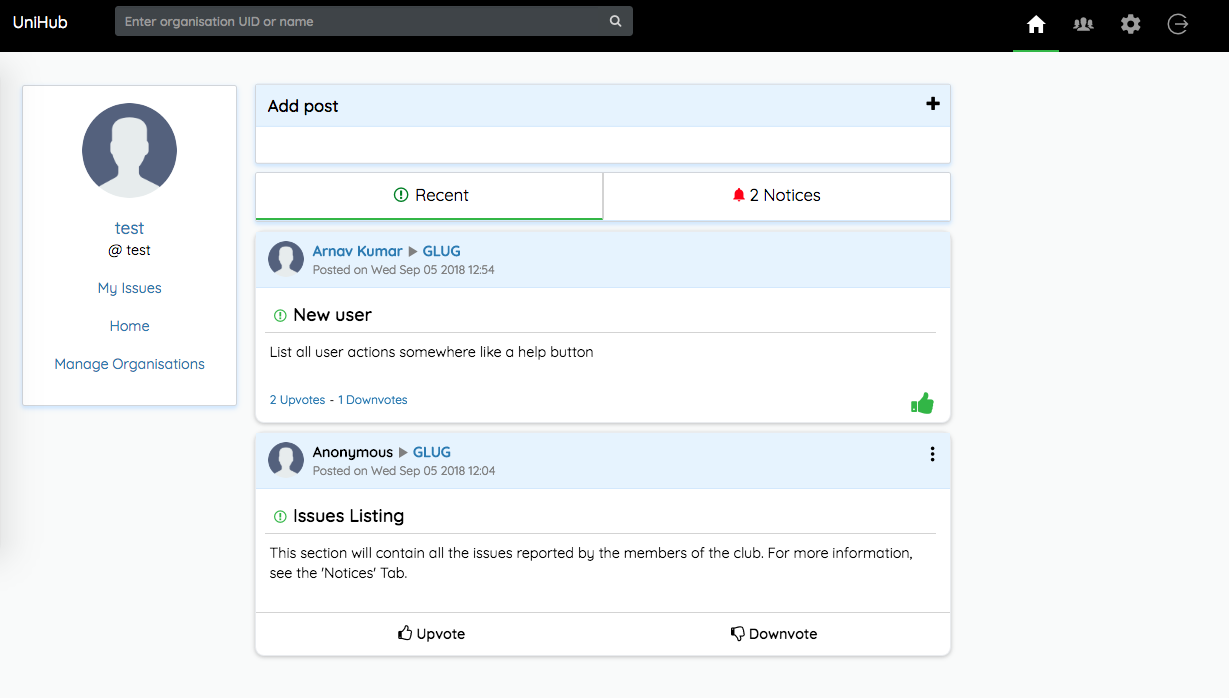 UniHub
Enter organisation UID or name
test
@ test
My Issues
Home
Manage Organisations
Add post
Recent
2 Notices
Arnav Kumar ▶ GLUG
Posted on Wed Sep 05 2018 12:54
New user
List all user actions somewhere like a help button
2 Upvotes - 1 Downvotes
Anonymous ▶ GLUG
Posted on Wed Sep 05 2018 12:04
Issues Listing
This section will contain all the issues reported by the members of the club. For more information,
see the 'Notices' Tab.
Upvote
Downvote